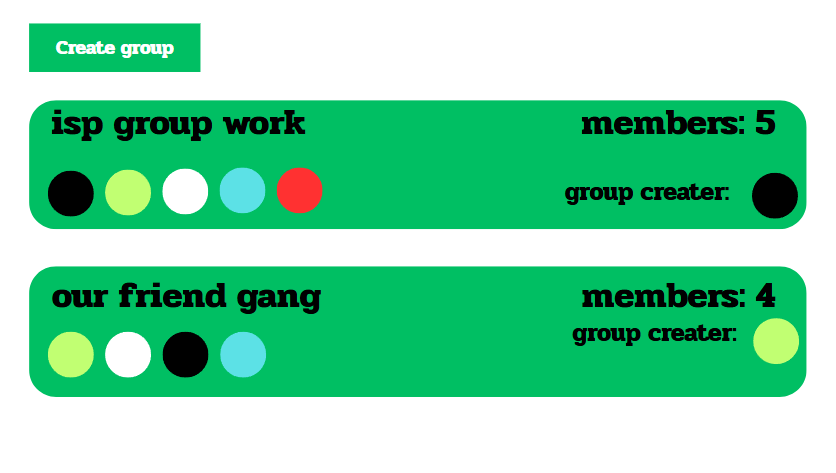 Create group
isp group work
members: 5
group creater:
our friend gang
members: 4
group creater: